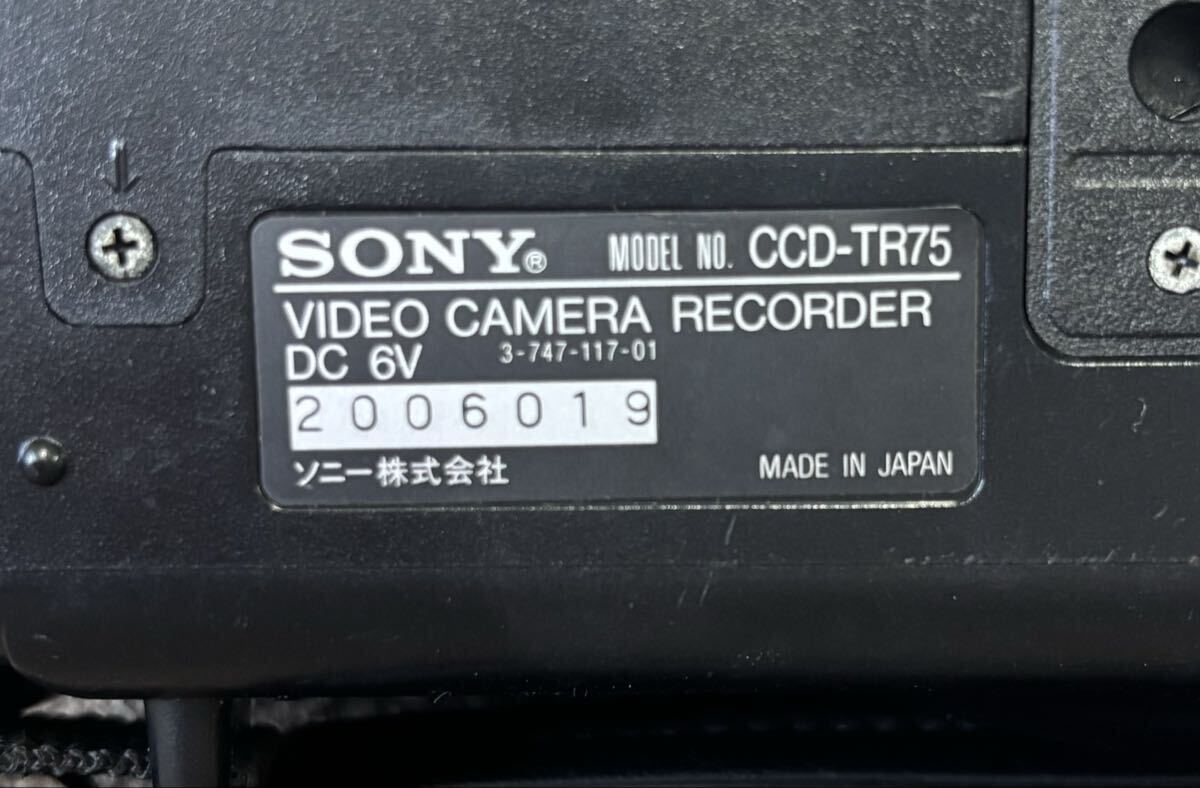 SONY® MODEL NO. CCD-TR75
VIDEO CAMERA RECORDER
DC 6V 3-747-117-01
2006019
ソニー株式会社 MADE IN JAPAN